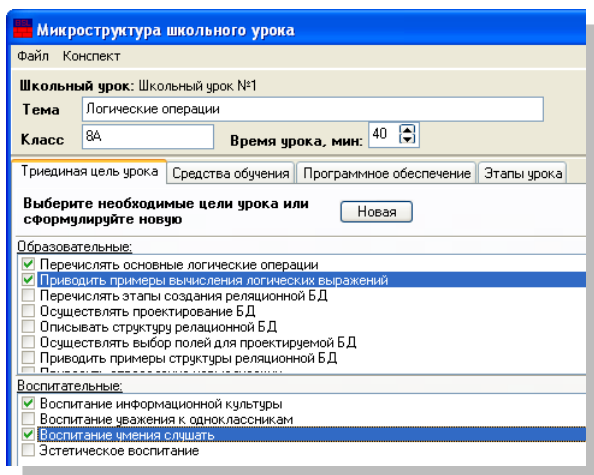 Микроструктура школьного урока
Файл Конспект
Школьный урок: Школьный урок №1
Тема Логические операции
Класс 8А Время урока, мин: 40
Триединая цель урока Средства обучения Программное обеспечение Этапы урока
Выберите необходимые цели урока или сформулируйте новую Новая
Образовательные:
Перечислять основные логические операции
Приводить примеры вычисления логических выражений
Перечислять этапы создания реляционной БД
Осуществлять проектирование БД
Описывать структуру релационной БД
Осуществлять выбор полей для проектируемой БД
Приводить примеры структуры реляционной БД
Воспитательные:
Воспитание информационной культуры
Воспитание уважения к одноклассникам
Воспитание умения слушать
Эстетическое воспитание